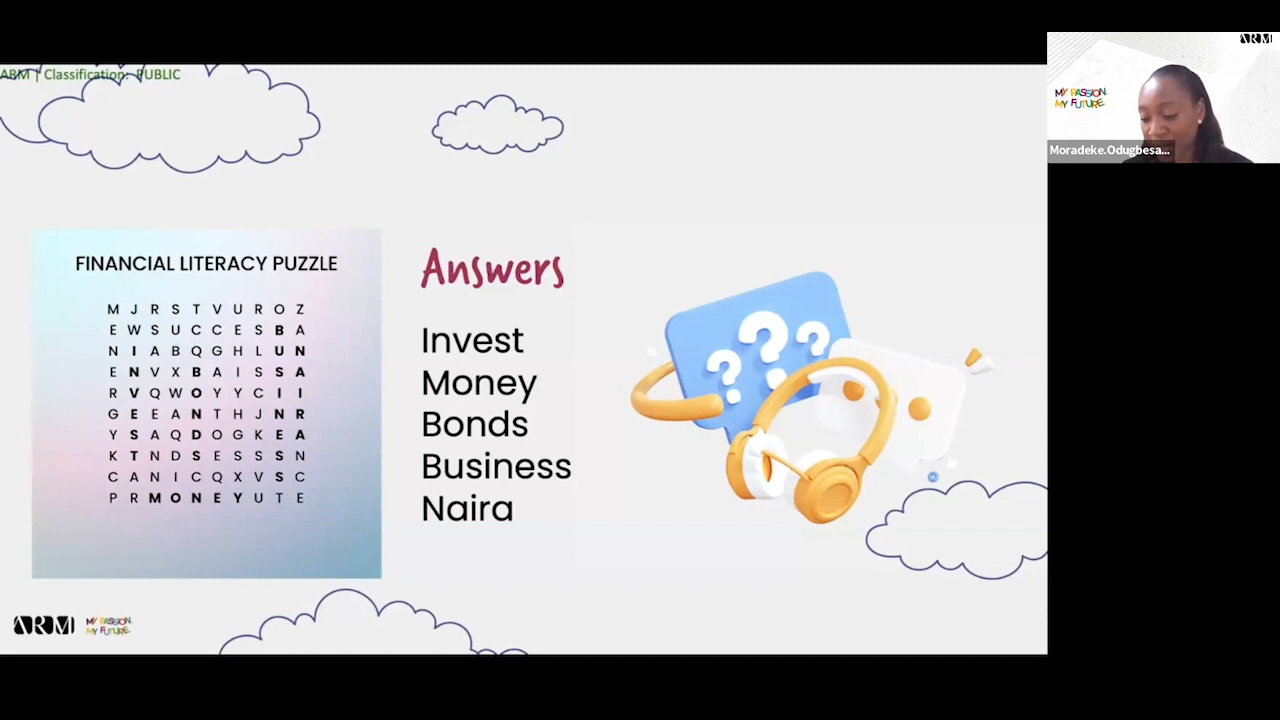 ARM | Classification: PUBLIC
FINANCIAL LITERACY PUZZLE
M J R S T V U R O Z
E W S U C C E S B A
N I A B Q G H L U N
E N V X B A I S S A
R V Q W O Y Y C I I
G E E A N T H J N R
Y S A Q D O G K E A
K T N D S E S S S N
C A N I C Q X V S C
P R M O N E Y U T E
Answers
Invest
Money
Bonds
Business
Naira
ARM
MY PASSION.
MY FUTURE.
ARM
MY PASSION.
MY FUTURE.
Moradeke.Odugbesa...